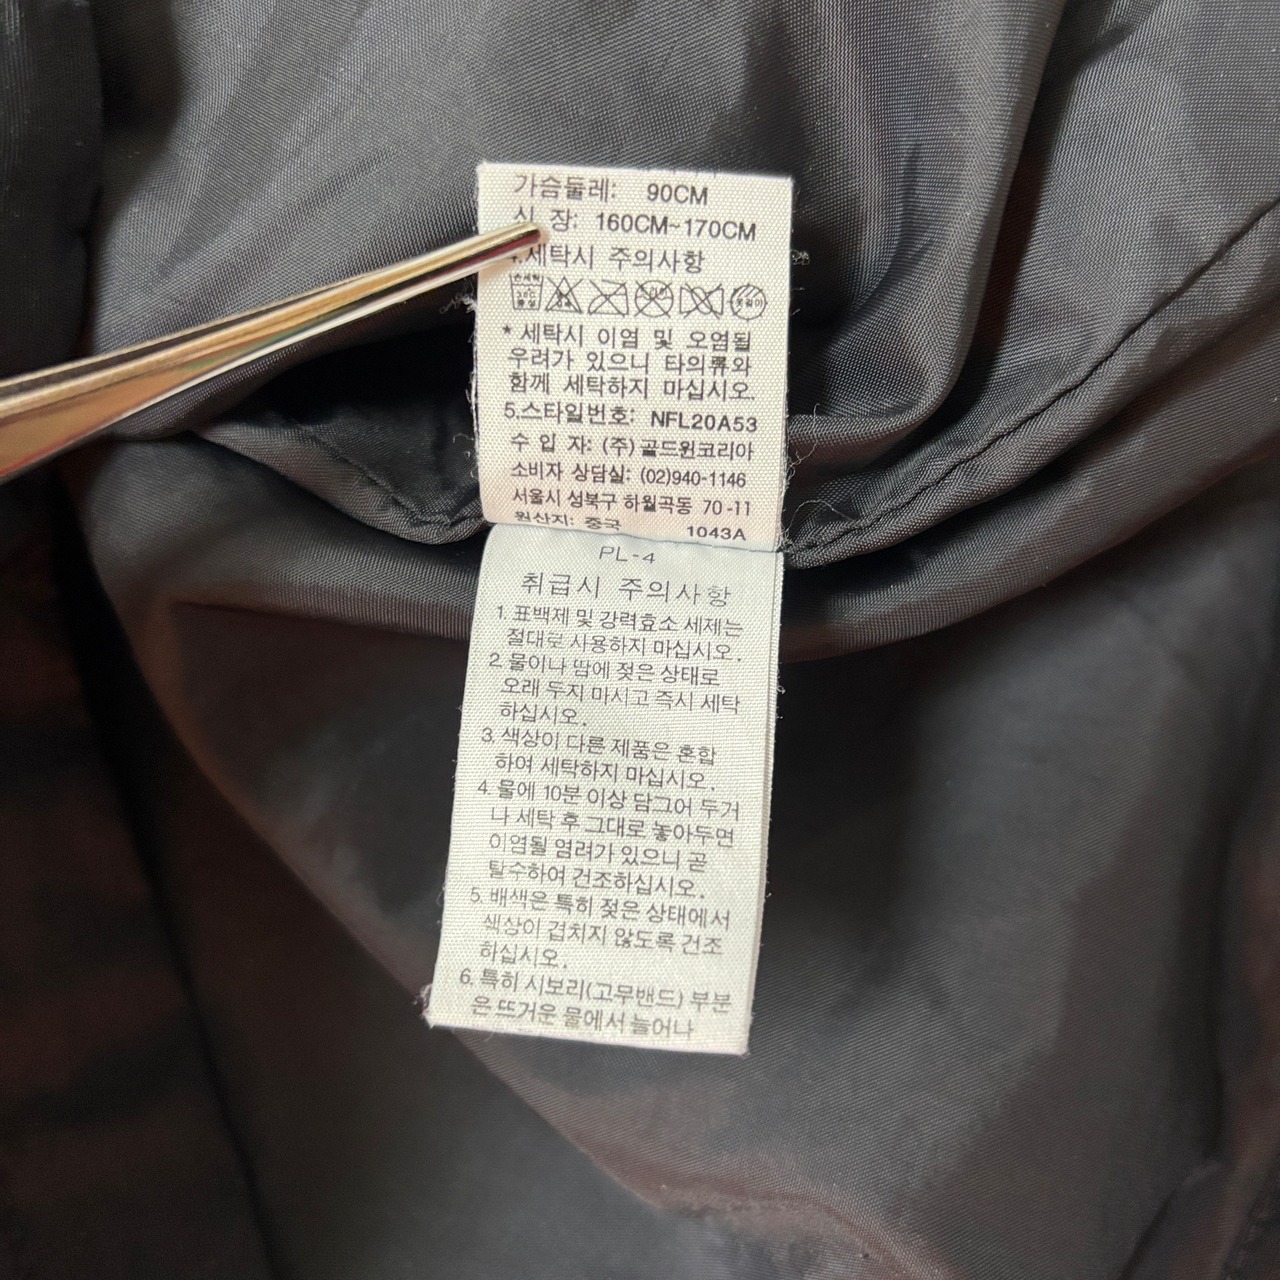 가슴둘레: 90CM
신 장: 160CM~170CM
4.세탁시 주의사항
손세탁
30℃
중성
옷걸이
* 세탁시 이염 및 오염될
우려가 있으니 타의류와
함께 세탁하지 마십시오.
5.스타일번호: NFL20A53
수 입 자: (주)골드윈코리아
소비자 상담실: (02)940-1146
서울시 성북구 하월곡동 70-11
원산지: 중국 1043A
PL-4
취급시 주의사항
1. 표백제 및 강력효소 세제는
절대로 사용하지 마십시오.
2. 물이나 땀에 젖은 상태로
오래 두지 마시고 즉시 세탁
하십시오.
3. 색상이 다른 제품은 혼합
하여 세탁하지 마십시오.
4. 물에 10분 이상 담그어 두거
나 세탁 후 그대로 놓아두면
이염될 염려가 있으니 곧
탈수하여 건조하십시오.
5. 배색은 특히 젖은 상태에서
색상이 겹치지 않도록 건조
하십시오.
6. 특히 시보리(고무밴드) 부분
은 뜨거운 물에서 늘어나